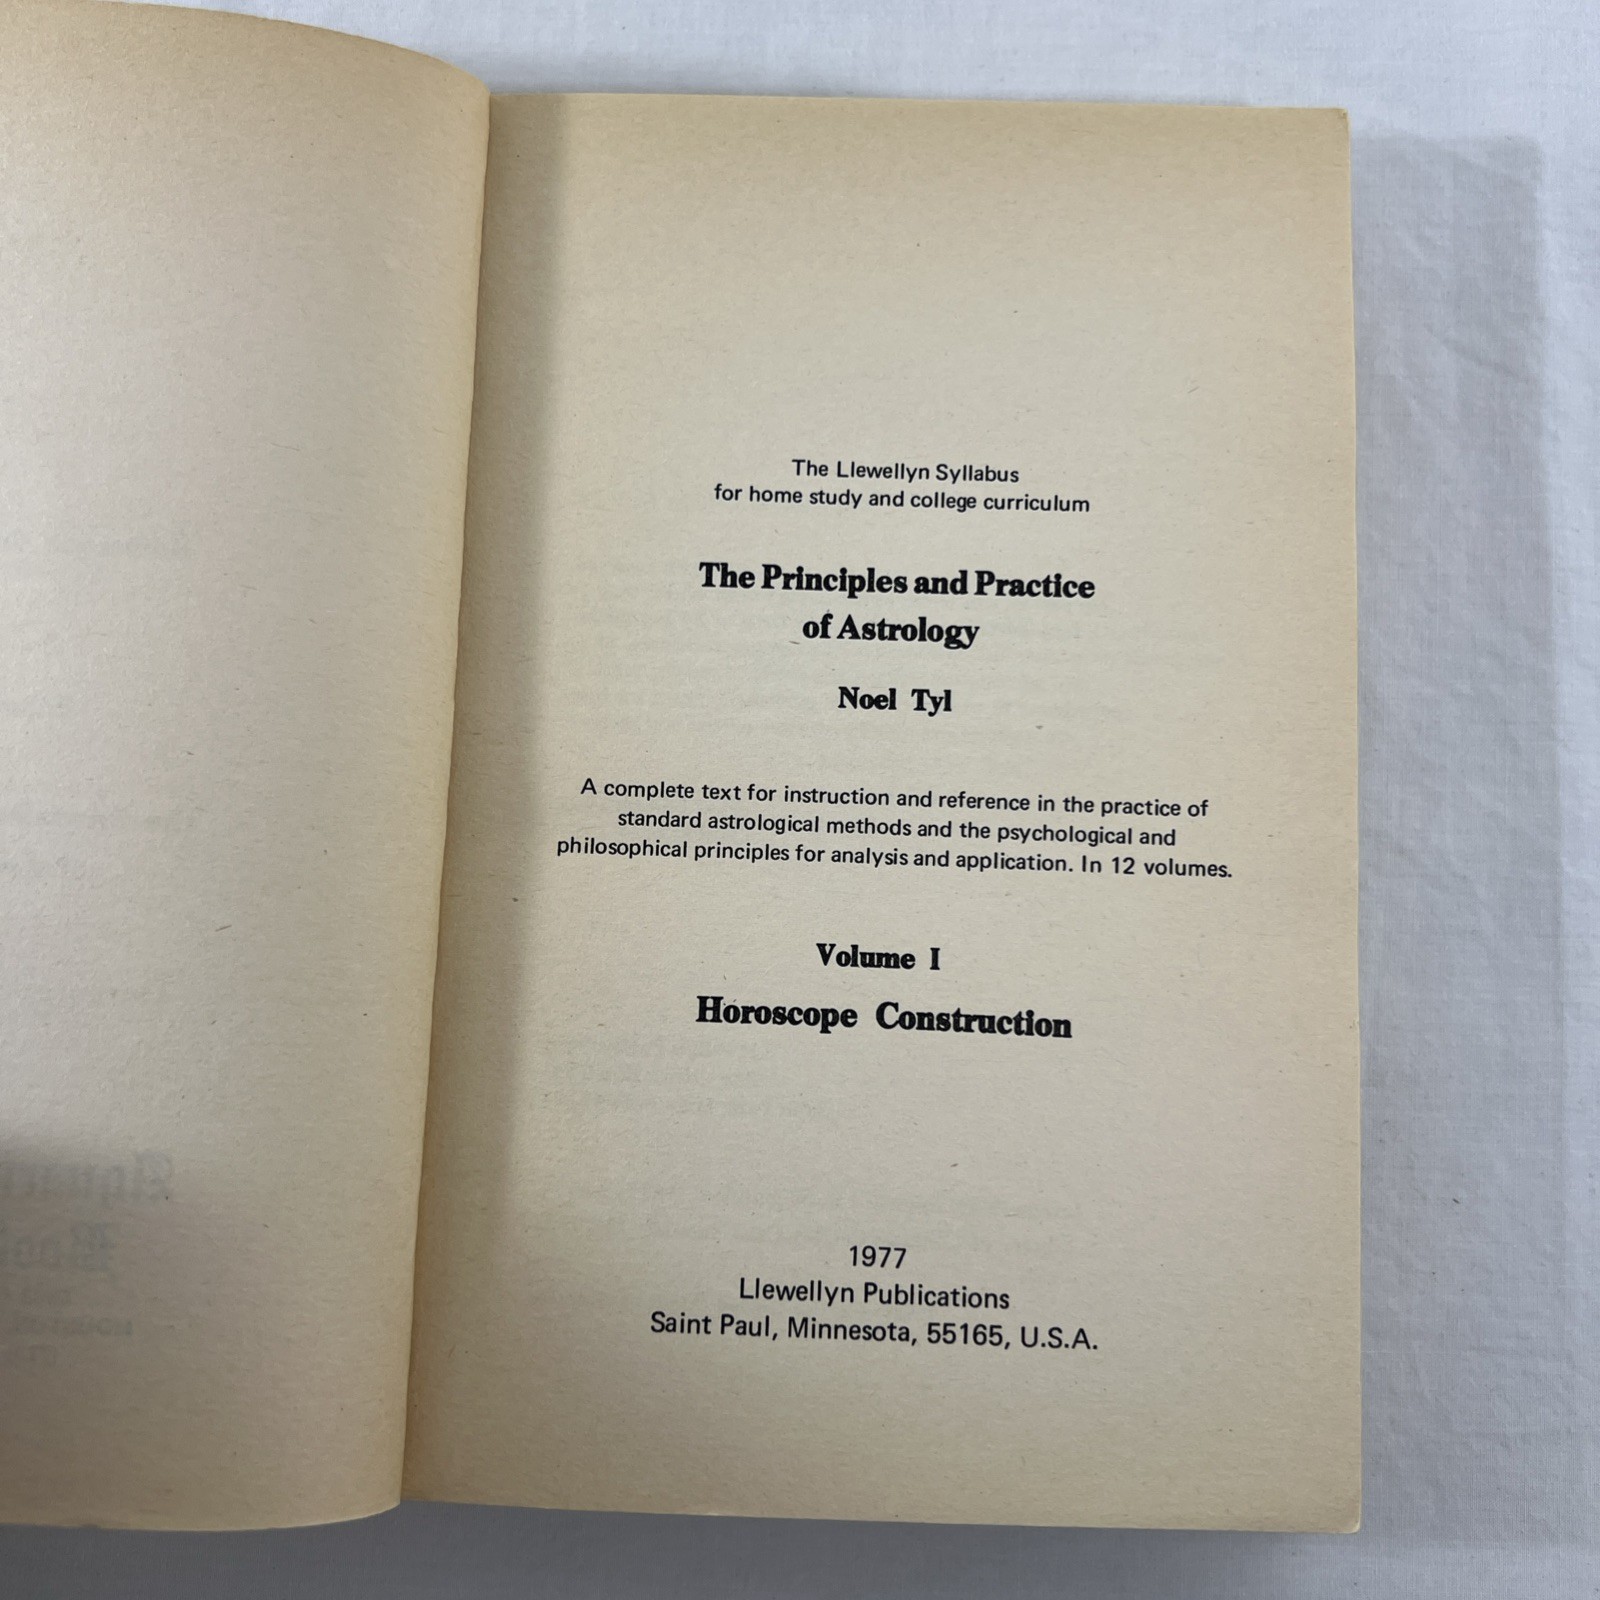 The Llewellyn Syllabus
for home study and college curriculum
The Principles and Practice
of Astrology
Noel Tyl
A complete text for instruction and reference in the practice of
standard astrological methods and the psychological and
philosophical principles for analysis and application. In 12 volumes.
Volume I
Horoscope Construction
1977
Llewellyn Publications
Saint Paul, Minnesota, 55165, U.S.A.